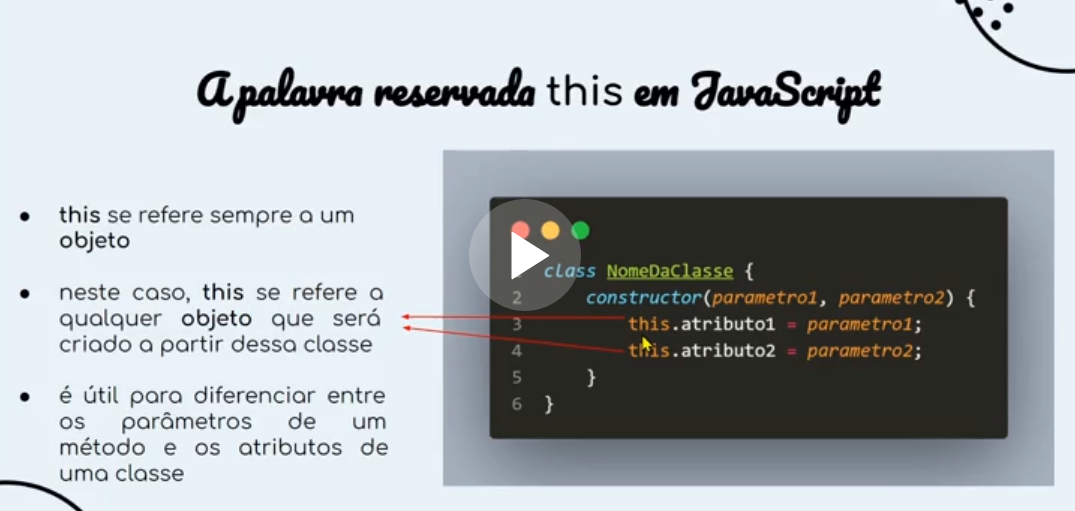 A palavra reservada this em JavaScript
● this se refere sempre a um
objeto
● neste caso, this se refere a
qualquer objeto que será
criado a partir dessa classe
● é útil para diferenciar entre
os parâmetros de um
método e os atributos de
uma classe
1 class NomeDaClasse {
2 constructor(parametro1, parametro2) {
3 this.atributo1 = parametro1;
4 this.atributo2 = parametro2;
5 }
6 }